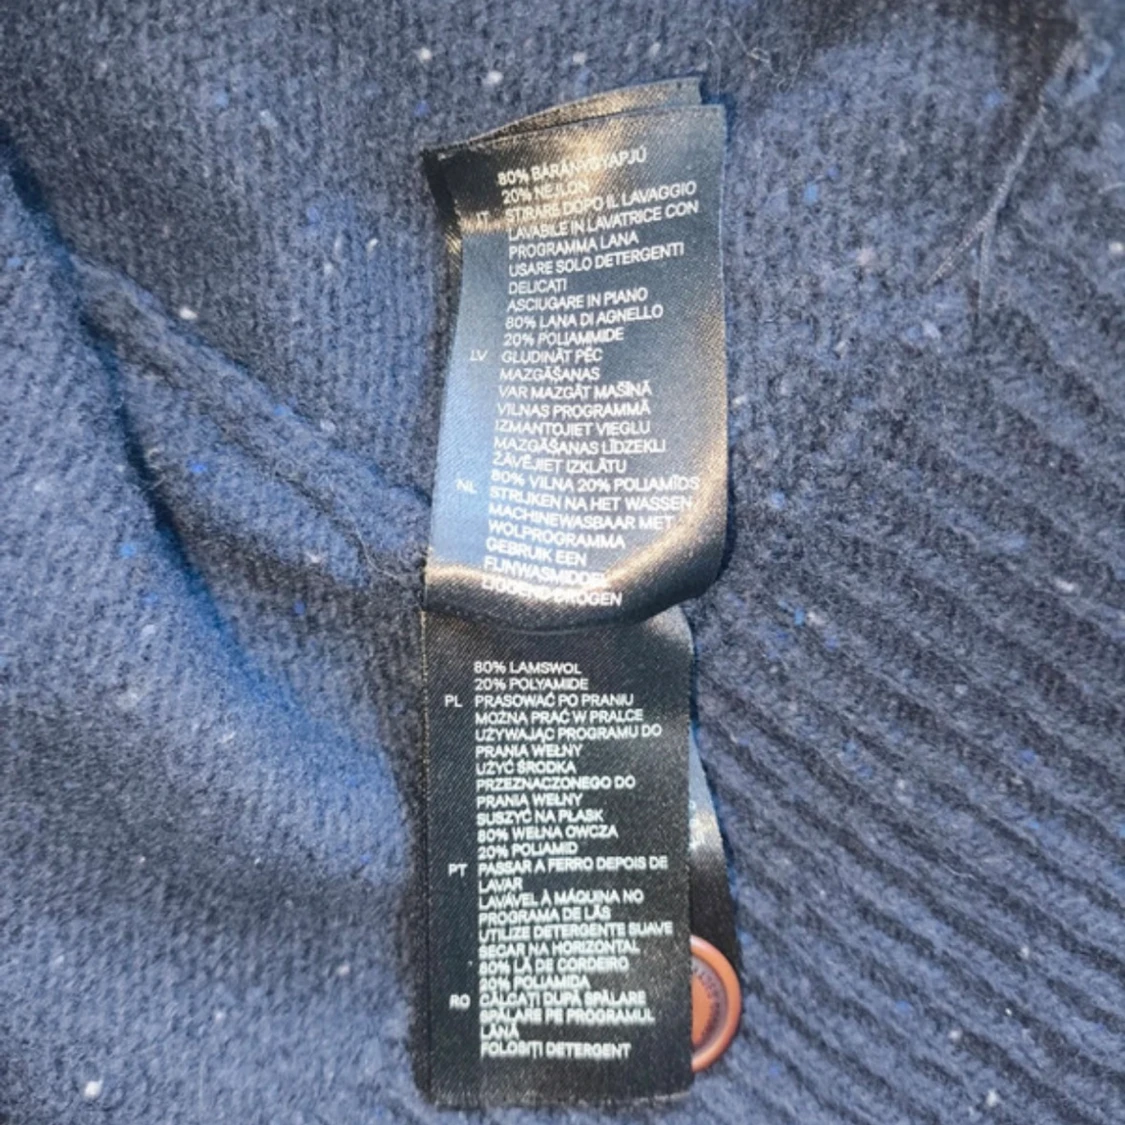 80% BÁRÁNYGYAPJÚ
20% NEJLON
IT STIRARE DOPO IL LAVAGGIO
LAVABILE IN LAVATRICE CON
PROGRAMMA LANA
USARE SOLO DETERGENTI
DELICATI
ASCIUGARE IN PIANO
80% LANA DI AGNELLO
20% POLIAMMIDE
LV GLUDINĀT PĒC
MAZGĀŠANAS
VAR MAZGĀT MAŠĪNĀ
VILNAS PROGRAMMĀ
IZMANTOJIET VIEGLU
MAZGĀŠANAS LĪDZEKLI
ŽĀVĒJIET IZKLĀTU
80% VILNA 20% POLIAMĪDS
NL STRIJKEN NA HET WASSEN
MACHINEWASBAAR MET
WOLPROGRAMMA
GEBRUIK EEN
FIJNWASMIDDEL
LIGGEND DROGEN
80% LAMSWOL
20% POLYAMIDE
PL PRASOWAĆ PO PRANIU
MOŻNA PRAĆ W PRALCE
UŻYWAJĄC PROGRAMU DO
PRANIA WEŁNY
UŻYĆ ŚRODKA
PRZEZNACZONEGO DO
PRANIA WEŁNY
SUSZYĆ NA PŁASK
80% WEŁNA OWCZA
20% POLIAMID
PT PASSAR A FERRO DEPOIS DE
LAVAR
LAVÁVEL À MÁQUINA NO
PROGRAMA DE LÃS
UTILIZE DETERGENTE SUAVE
SECAR NA HORIZONTAL
80% LÃ DE CORDEIRO
20% POLIAMIDA
RO CĂLCAȚI DUPĂ SPĂLARE
SPĂLARE PE PROGRAMUL
LÂNĂ
FOLOSIȚI DETERGENT